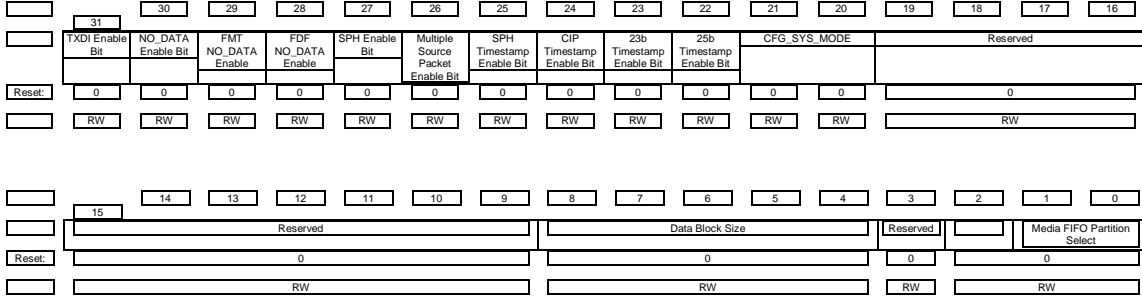 30 29 28 27 26 25 24 23 22 21 20 19 18 17 16
31
TXDI Enable Bit
NO_DATA Enable Bit
FMT NO_DATA Enable
FDF NO_DATA Enable
SPH Enable Bit
Multiple Source Packet Enable Bit
SPH Timestamp Enable Bit
CIP Timestamp Enable Bit
23b Timestamp Enable Bit
25b Timestamp Enable Bit
CFG_SYS_MODE
Reserved
Reset: 0 0 0 0 0 0 0 0 0 0 0 0 0
RW RW RW RW RW RW RW RW RW RW RW RW RW
14 13 12 11 10 9 8 7 6 5 4 3 2 1 0
15
Reserved
Data Block Size
Reserved
Media FIFO Partition Select
Reset: 0 0 0 0
RW RW RW RW